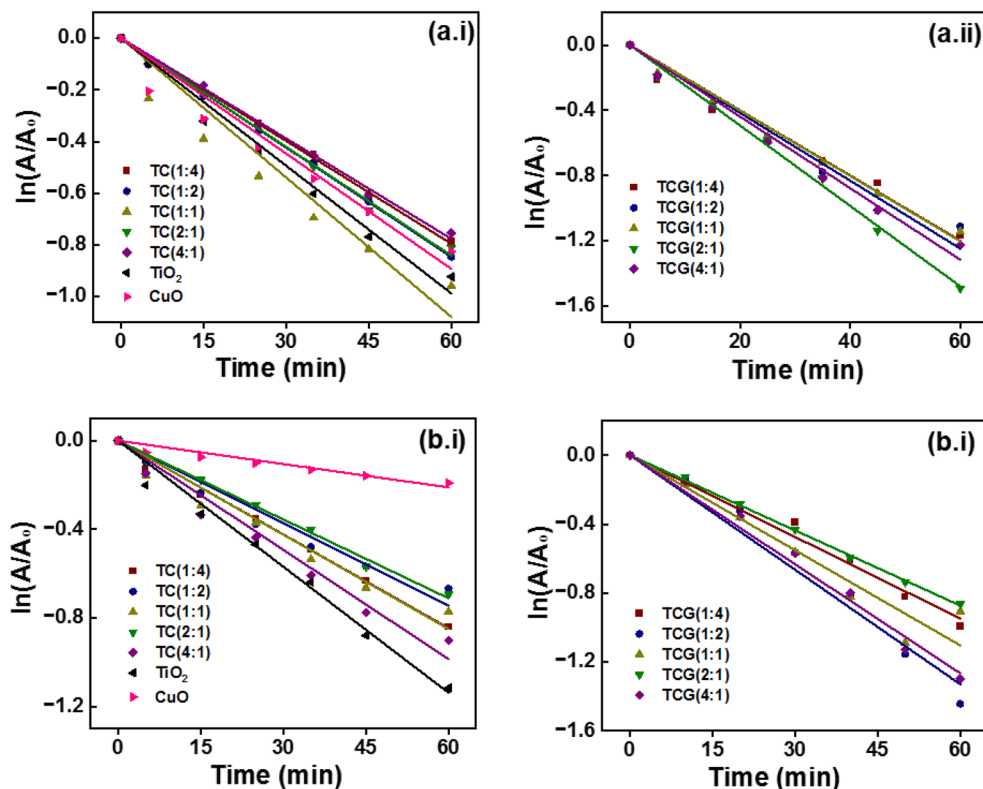 (a.i)
ln(A/A₀)
0.0
−0.2
−0.4
−0.6
−0.8
−1.0
TC(1:4)
TC(1:2)
TC(1:1)
TC(2:1)
TC(4:1)
TiO₂
CuO
0 15 30 45 60
Time (min)
(a.ii)
ln(A/A₀)
0.0
−0.4
−0.8
−1.2
−1.6
TCG(1:4)
TCG(1:2)
TCG(1:1)
TCG(2:1)
TCG(4:1)
0 20 40 60
Time (min)
(b.i)
ln(A/A₀)
0.0
−0.4
−0.8
−1.2
TC(1:4)
TC(1:2)
TC(1:1)
TC(2:1)
TC(4:1)
TiO₂
CuO
0 15 30 45 60
Time (min)
(b.i)
ln(A/A₀)
0.0
−0.4
−0.8
−1.2
−1.6
TCG(1:4)
TCG(1:2)
TCG(1:1)
TCG(2:1)
TCG(4:1)
0 15 30 45 60
Time (min)